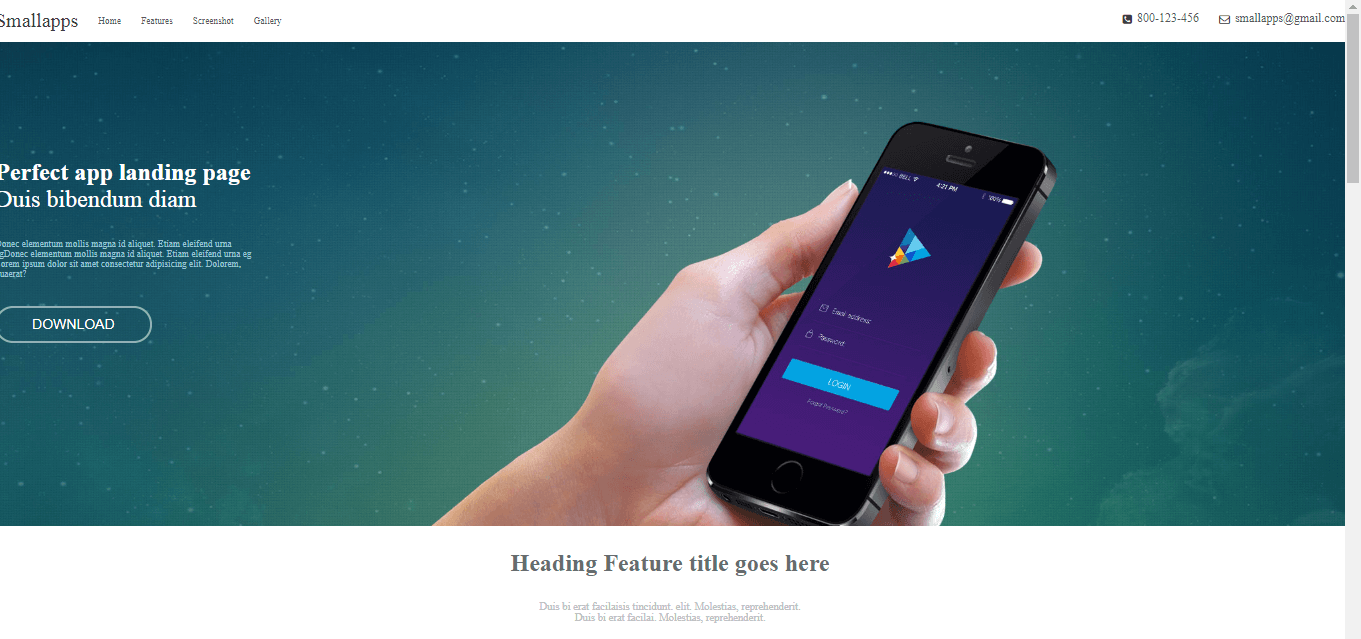 Smallapps Home Features Screenshot Gallery 800-123-456 smallapps@gmail.com
Perfect app landing page
Duis bibendum diam
Donec elementum mollis magna id aliquet. Etiam eleifend urna
gDonec elementum mollis magna id aliquet. Etiam eleifend urna eg
orem ipsum dolor sit amet consectetur adipisicing elit. Dolorem,
uaerat?
DOWNLOAD
BELL 4:21 PM 100%
Email address
Password
LOGIN
Forgot Password?
Heading Feature title goes here
Duis bi erat facilaisis tincidunt. elit. Molestias, reprehenderit.
Duis bi erat facilai. Molestias, reprehenderit.